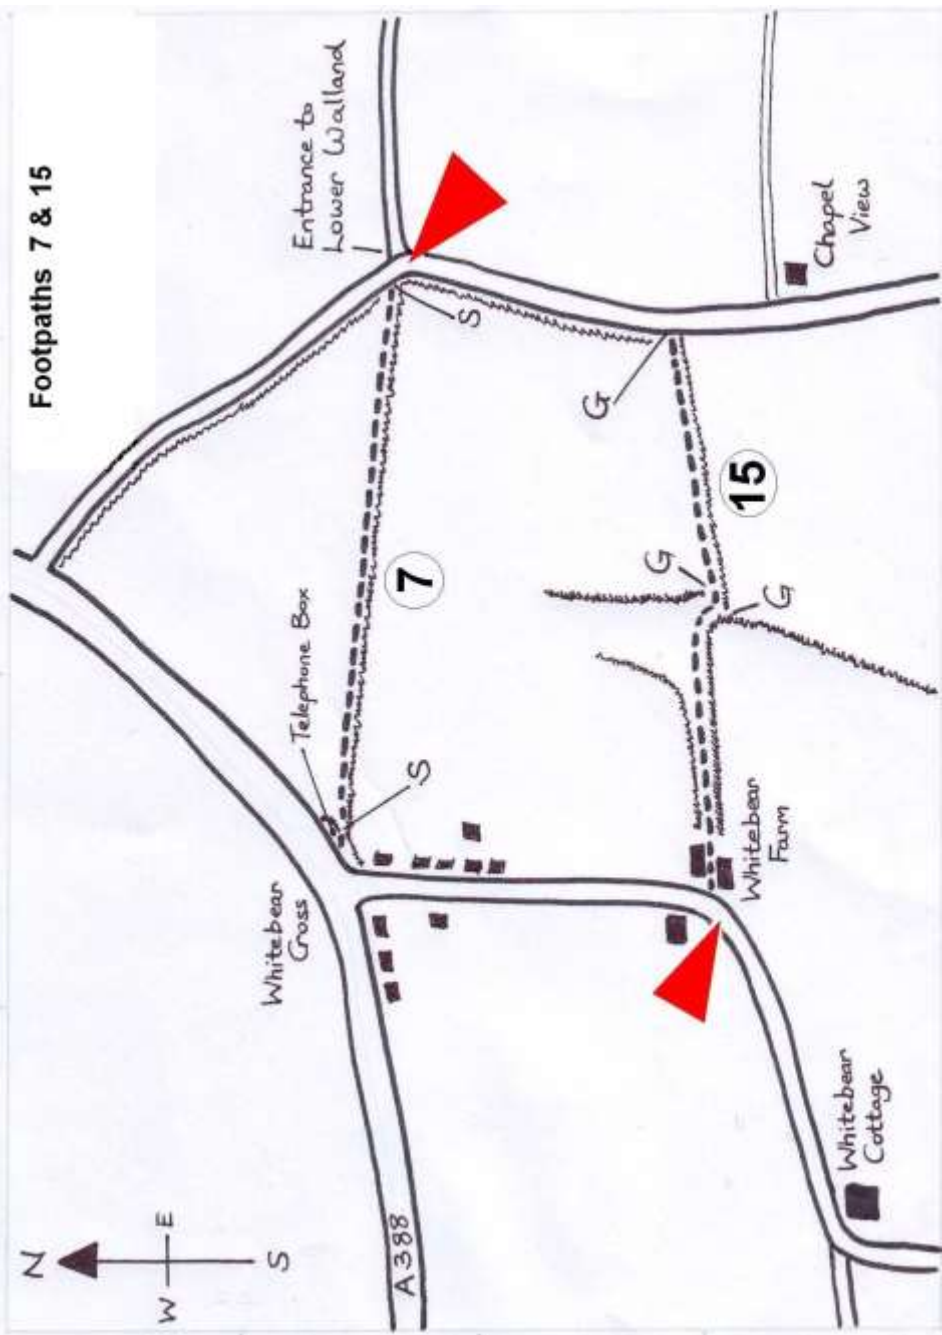 Footpaths 7 & 15
N
W
E
S
A388
Whitebear
Cross
Telephone Box
S
7
S
Entrance to
Lower Walland
G
G
G
15
Whitebear
Farm
Whitebear
Cottage
Chapel
View